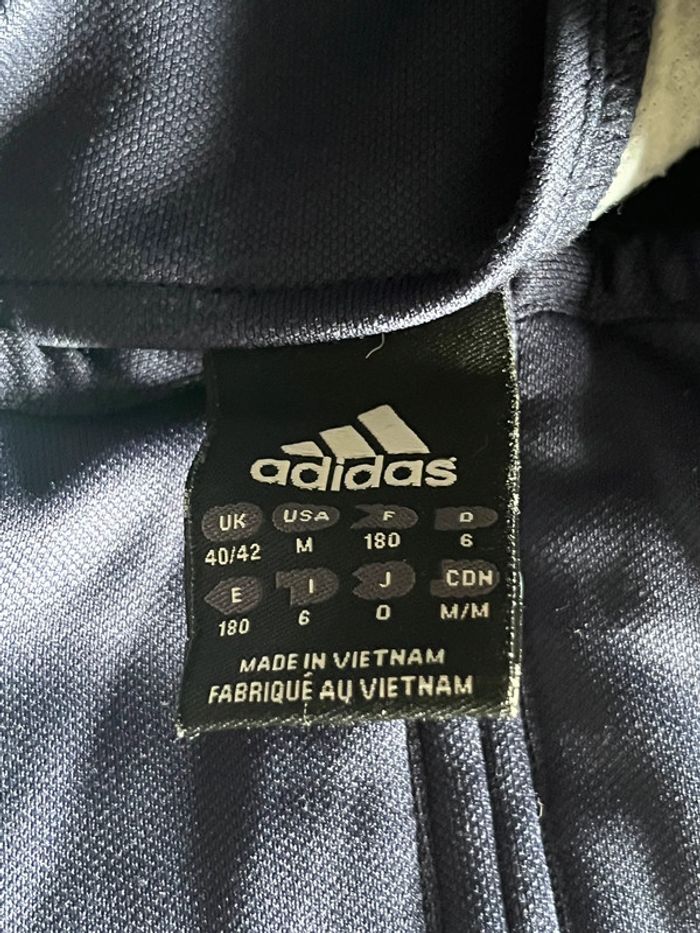 adidas
UK USA F D
40/42 M 180 6
E I J CDN
180 6 O M/M
MADE IN VIETNAM
FABRIQUÉ AU VIETNAM